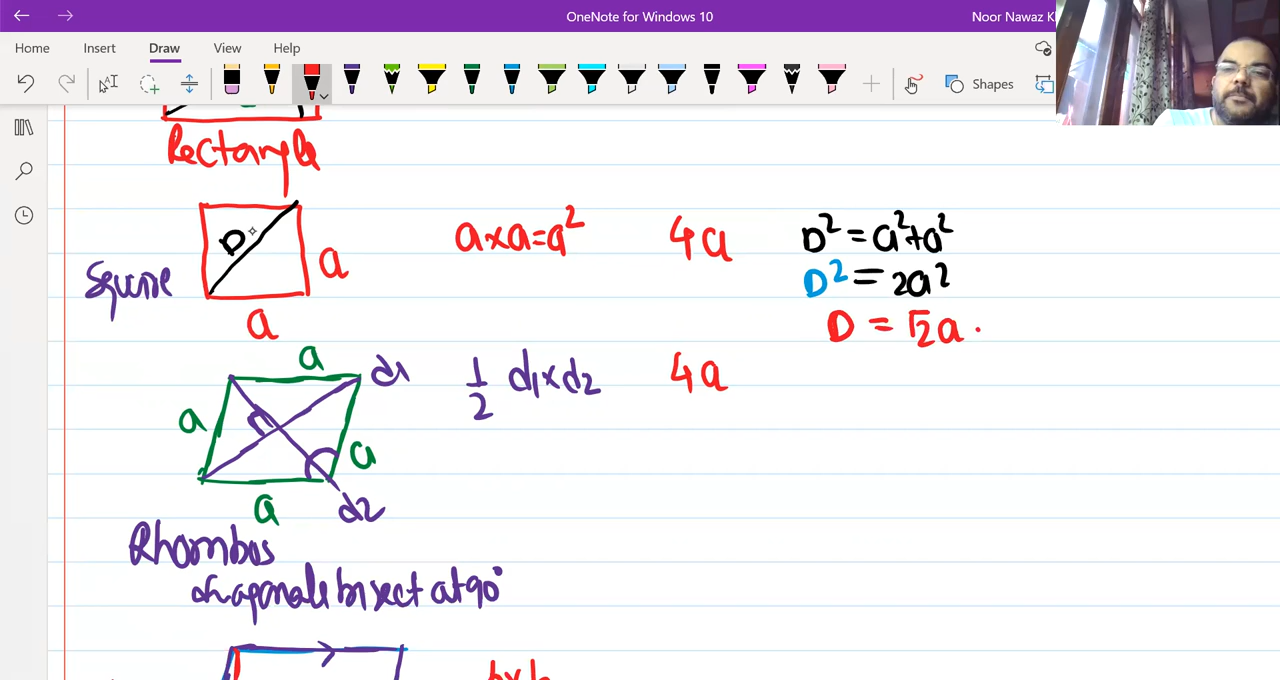 OneNote for Windows 10
Noor Nawaz K
Home Insert Draw View Help
Shapes
Rectangle
D
a
a
Square
a×a=a²
4a
D²=a²+a²
D²=2a²
D=√2a.
a
a
a
a
d1
d2
1/2 d1×d2
4a
Rhombos
diagonals bisect at 90°